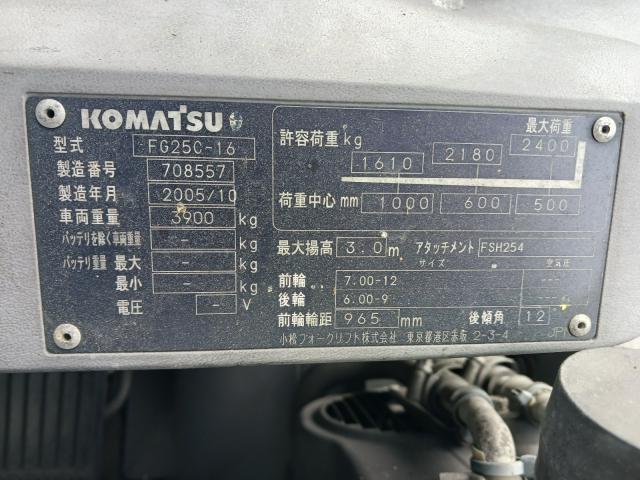 KOMATSU
型式 FG25C-16
製造番号 708557
製造年月 2005/10
車両重量 3900 kg
バッテリを除く車両重量 - kg
バッテリ重量 最大 - kg
最小 - kg
電圧 - V
最大荷重
許容荷重 kg 1610 2180 2400
荷重中心 mm 1000 600 500
最大揚高 3.0 m アタッチメント FSH254
サイズ 空気圧
前輪 7.00-12
後輪 6.00-9
前輪輪距 965 mm 後傾角 12
小松フォークリフト株式会社 東京都港区赤坂 2-3-4 JP